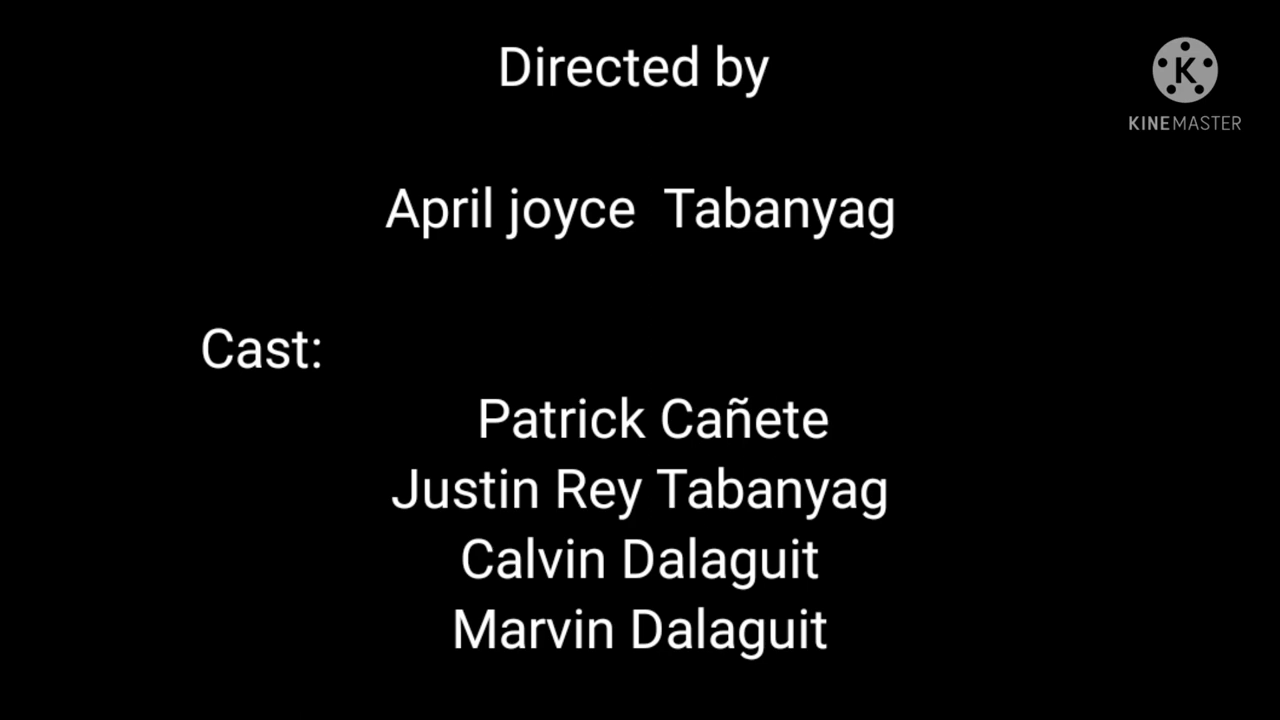 Directed by
K
KINEMASTER
April joyce Tabanyag
Cast:
Patrick Cañete
Justin Rey Tabanyag
Calvin Dalaguit
Marvin Dalaguit